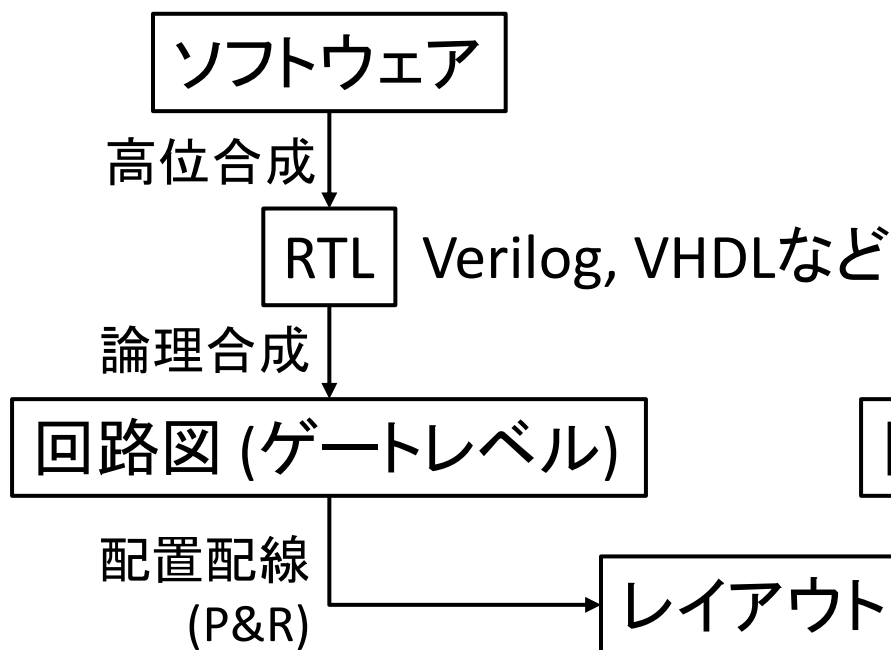 ソフトウェア
高位合成
RTL Verilog, VHDLなど
論理合成
回路図 (ゲートレベル)
配置配線
(P&R)
レイアウト